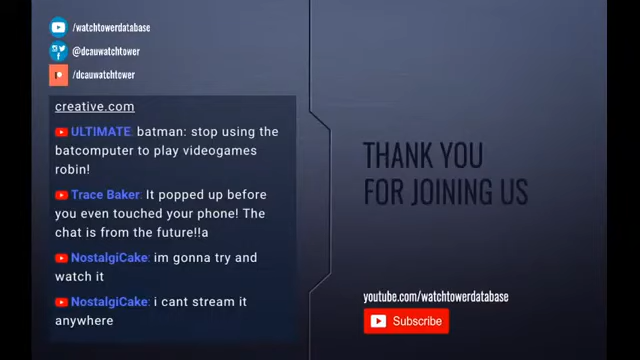 /watchtowerdatabase
@dcauwatchtower
/dcauwatchtower
creative.com
ULTIMATE: batman: stop using the
batcomputer to play videogames
robin!
Trace Baker: It popped up before
you even touched your phone! The
chat is from the future!!a
NostalgiCake: im gonna try and
watch it
NostalgiCake: i cant stream it
anywhere
THANK YOU
FOR JOINING US
youtube.com/watchtowerdatabase
Subscribe